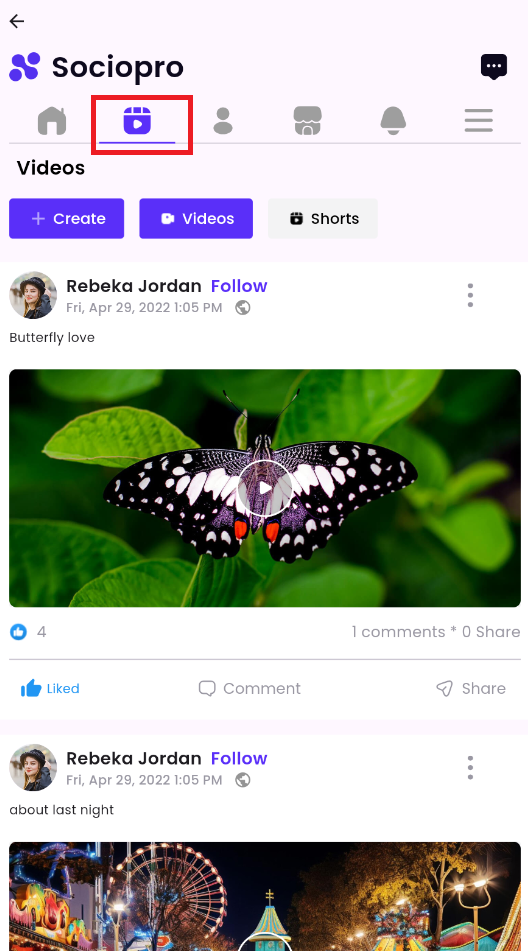 Sociopro
Videos
Create Videos Shorts
Rebeka Jordan Follow
Fri, Apr 29, 2022 1:05 PM
Butterfly love
4 1 comments * 0 Share
Liked Comment Share
Rebeka Jordan Follow
Fri, Apr 29, 2022 1:05 PM
about last night